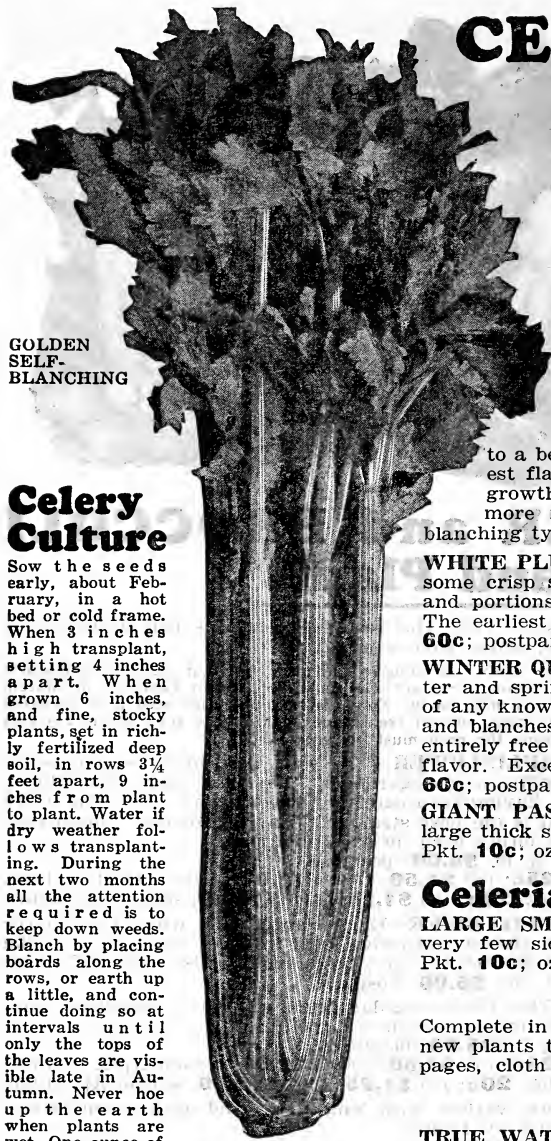 CE
GOLDEN
SELF-
BLANCHING
Celery
Culture
Sow the seeds
early, about Feb-
ruary, in a hot
bed or cold frame.
When 3 inches
high transplant,
setting 4 inches
apart. When
grown 6 inches,
and fine, stocky
plants, set in rich-
ly fertilized deep
soil, in rows 3¼
feet apart, 9 in-
ches from plant
to plant. Water if
dry weather fol-
lows transplant-
ing. During the
next two months
all the attention
required is to
keep down weeds.
Blanch by placing
boards along the
rows, or earth up
a little, and con-
tinue doing so at
intervals until
only the tops of
the leaves are vis-
ible late in Au-
tumn. Never hoe
up the earth
when plants are
wet. One ounce of
to a be
est fla
growth
more s
blanching ty
WHITE PLU
some crisp s
and portions
The earliest
60c; postpa
WINTER QU
ter and sprin
of any know
and blanches
entirely free
flavor. Exce
60c; postpa
GIANT PAS
large thick s
Pkt. 10c; oz
Celeria
LARGE SM
very few sid
Pkt. 10c; oz
Complete in
new plants t
pages, cloth
TRUE WAT